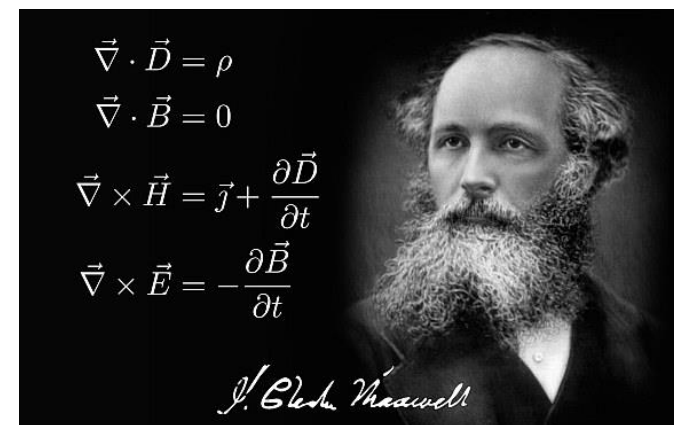 ∇⃗ · D⃗ = ρ
∇⃗ · B⃗ = 0
∇⃗ × H⃗ = ȷ⃗ + ∂D⃗/∂t
∇⃗ × E⃗ = −∂B⃗/∂t
J. Clerk Maxwell